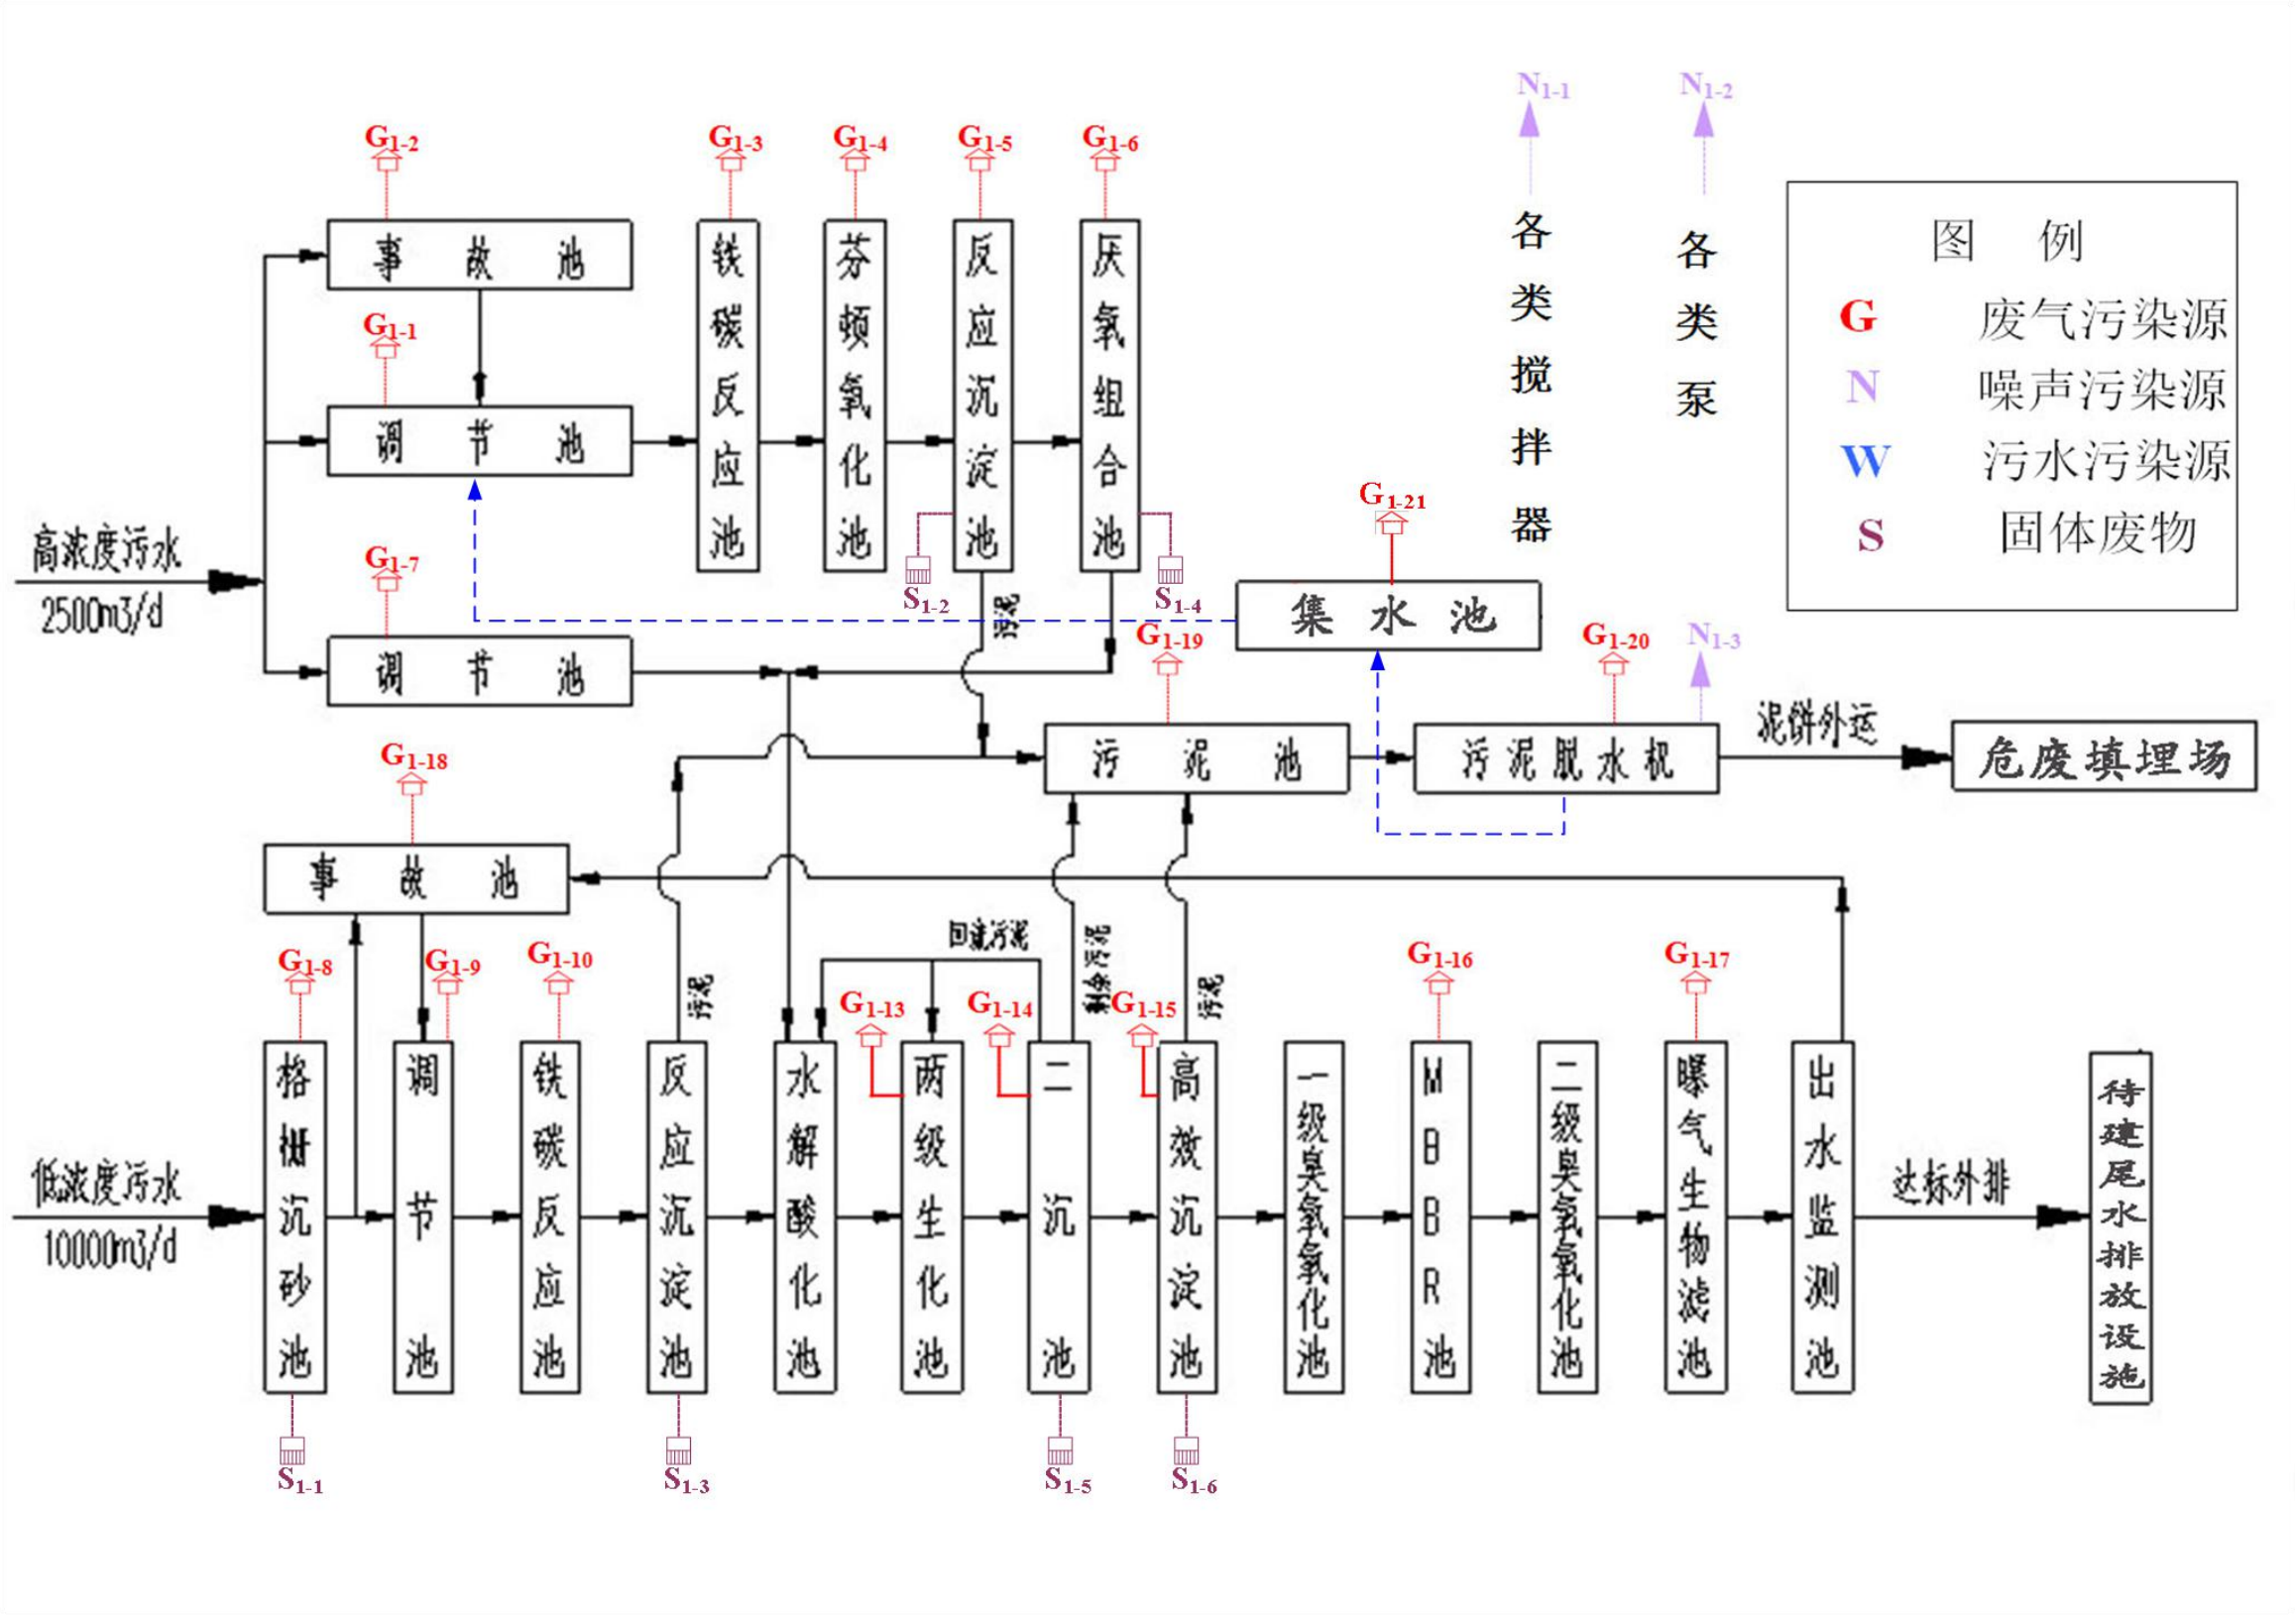 N1-1
N1-2
G1-2
G1-3
G1-4
G1-5
G1-6
事故池
铁碳反应池
芬顿氧化池
反应沉淀池
厌氧组合池
各类搅拌器
各类泵
图 例
G 废气污染源
N 噪声污染源
W 污水污染源
S 固体废物
G1-1
调节池
G1-21
高浓度污水
2500m3/d
G1-7
S1-2
污泥
S1-4
集水池
调节池
G1-19
G1-20
N1-3
污泥池
污泥脱水机
泥饼外运
危废填埋场
G1-18
事故池
回流污泥
剩余污泥
G1-8
G1-9
G1-10
污泥
G1-13
G1-14
G1-15
污泥
G1-16
G1-17
低浓度污水
10000m3/d
格栅沉砂池
调节池
铁碳反应池
反应沉淀池
水解酸化池
两级生化池
二沉池
高效沉淀池
一级臭氧氧化池
MBBR池
二级臭氧氧化池
曝气生物滤池
出水监测池
达标外排
待建尾水排放设施
S1-1
S1-3
S1-5
S1-6